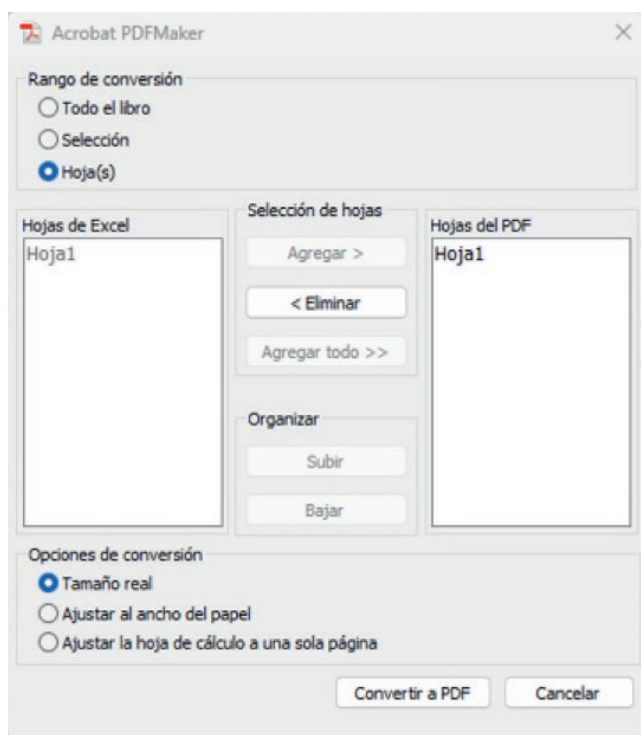 Acrobat PDFMaker
Rango de conversión
Todo el libro
Selección
Hoja(s)
Hojas de Excel
Hoja1
Selección de hojas
Agregar >
< Eliminar
Agregar todo >>
Organizar
Subir
Bajar
Hojas del PDF
Hoja1
Opciones de conversión
Tamaño real
Ajustar al ancho del papel
Ajustar la hoja de cálculo a una sola página
Convertir a PDF
Cancelar